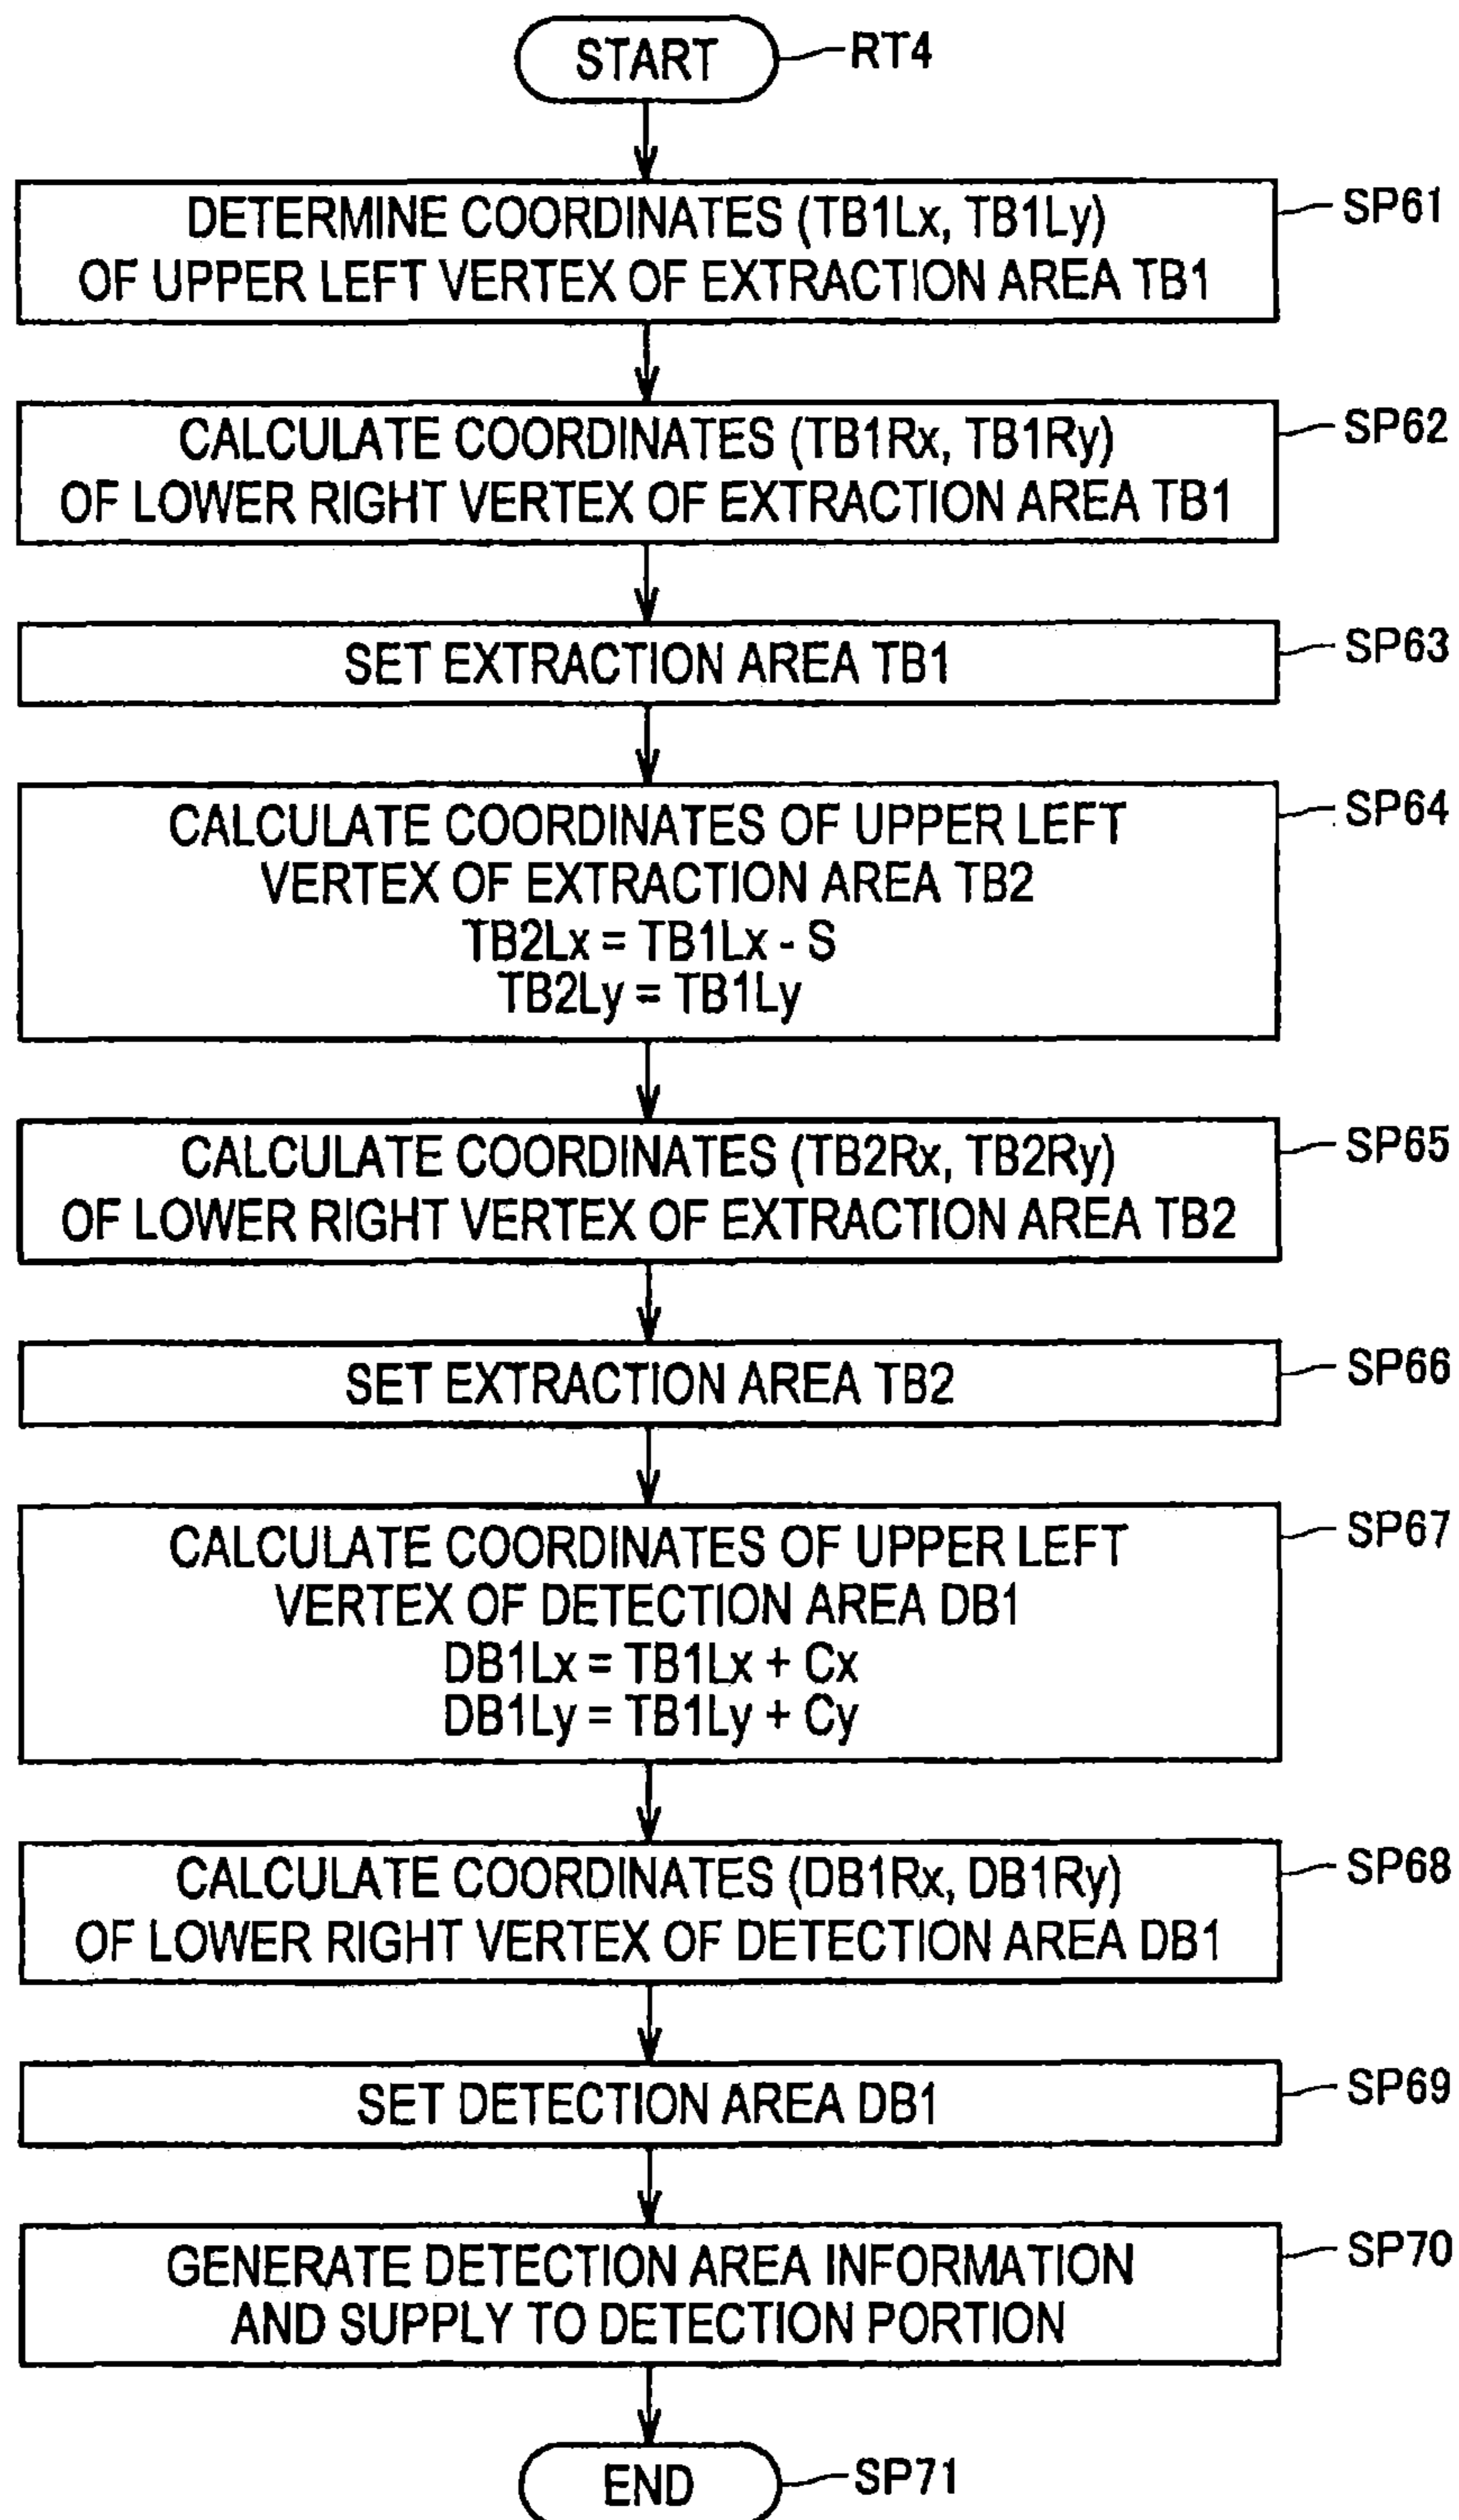 START
RT4
DETERMINE COORDINATES (TB1Lx, TB1Ly)
OF UPPER LEFT VERTEX OF EXTRACTION AREA TB1
SP61
CALCULATE COORDINATES (TB1Rx, TB1Ry)
OF LOWER RIGHT VERTEX OF EXTRACTION AREA TB1
SP62
SET EXTRACTION AREA TB1
SP63
CALCULATE COORDINATES OF UPPER LEFT
VERTEX OF EXTRACTION AREA TB2
TB2Lx = TB1Lx - S
TB2Ly = TB1Ly
SP64
CALCULATE COORDINATES (TB2Rx, TB2Ry)
OF LOWER RIGHT VERTEX OF EXTRACTION AREA TB2
SP65
SET EXTRACTION AREA TB2
SP66
CALCULATE COORDINATES OF UPPER LEFT
VERTEX OF DETECTION AREA DB1
DB1Lx = TB1Lx + Cx
DB1Ly = TB1Ly + Cy
SP67
CALCULATE COORDINATES (DB1Rx, DB1Ry)
OF LOWER RIGHT VERTEX OF DETECTION AREA DB1
SP68
SET DETECTION AREA DB1
SP69
GENERATE DETECTION AREA INFORMATION
AND SUPPLY TO DETECTION PORTION
SP70
END
SP71